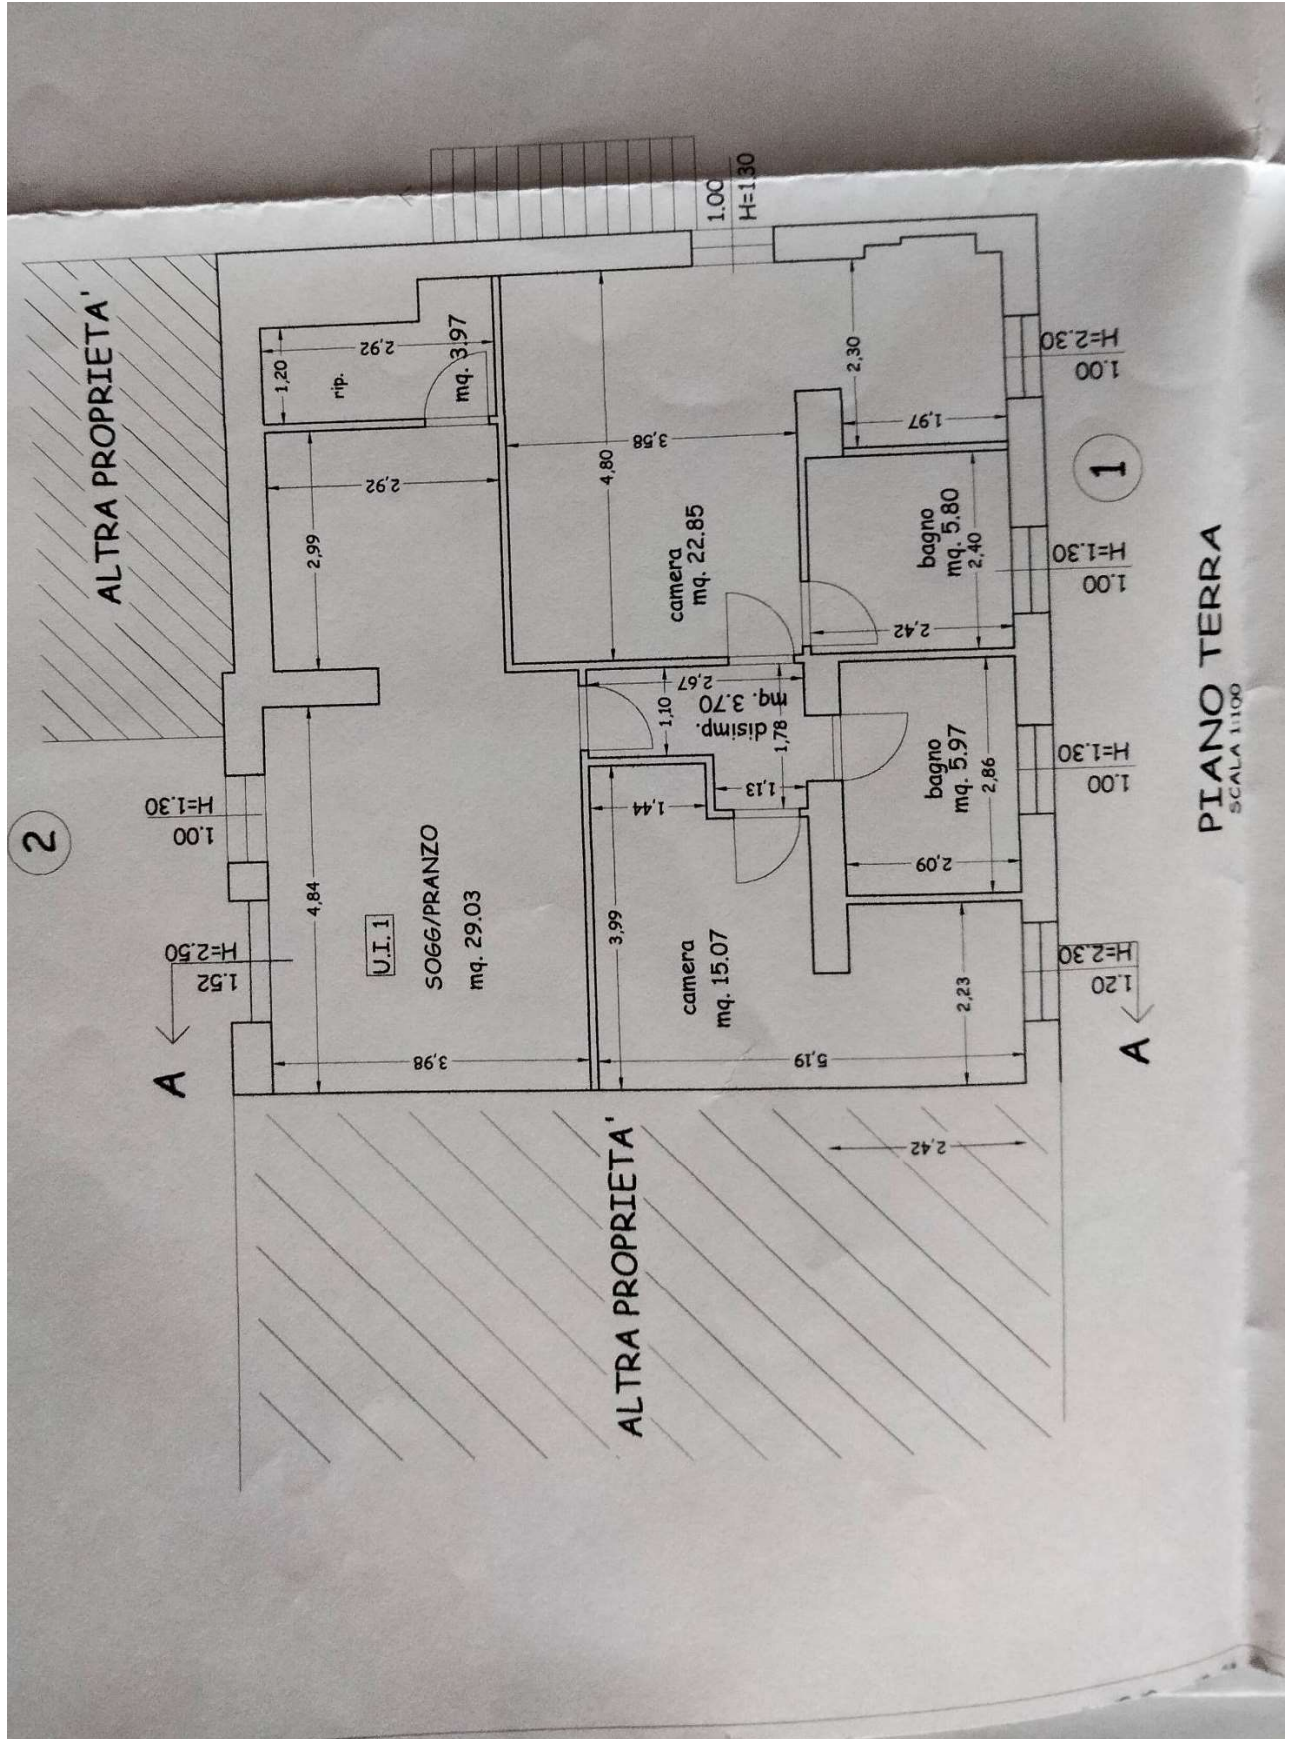 2
ALTRA PROPRIETA'
1.00
H=1.30
1.52
H=2.50
A
1,20
2,92
rip.
mq. 3.97
2,99
2,92
4,84
U.I. 1
SOGG/PRANZO
mq. 29.03
3,98
1.00
H=1.30
4,80
3,58
camera
mq. 22.85
2,30
1,97
2,67
1,10
disimp.
mq. 3.70
1,78
1,13
1,44
3,99
camera
mq. 15.07
5,19
2,23
bagno
mq. 5.80
2,40
2,42
bagno
mq. 5.97
2,86
2,09
1.00
H=2.30
1
1.00
H=1.30
1.00
H=1.30
1.20
H=2.30
A
ALTRA PROPRIETA'
2,42
PIANO TERRA
SCALA 1:100